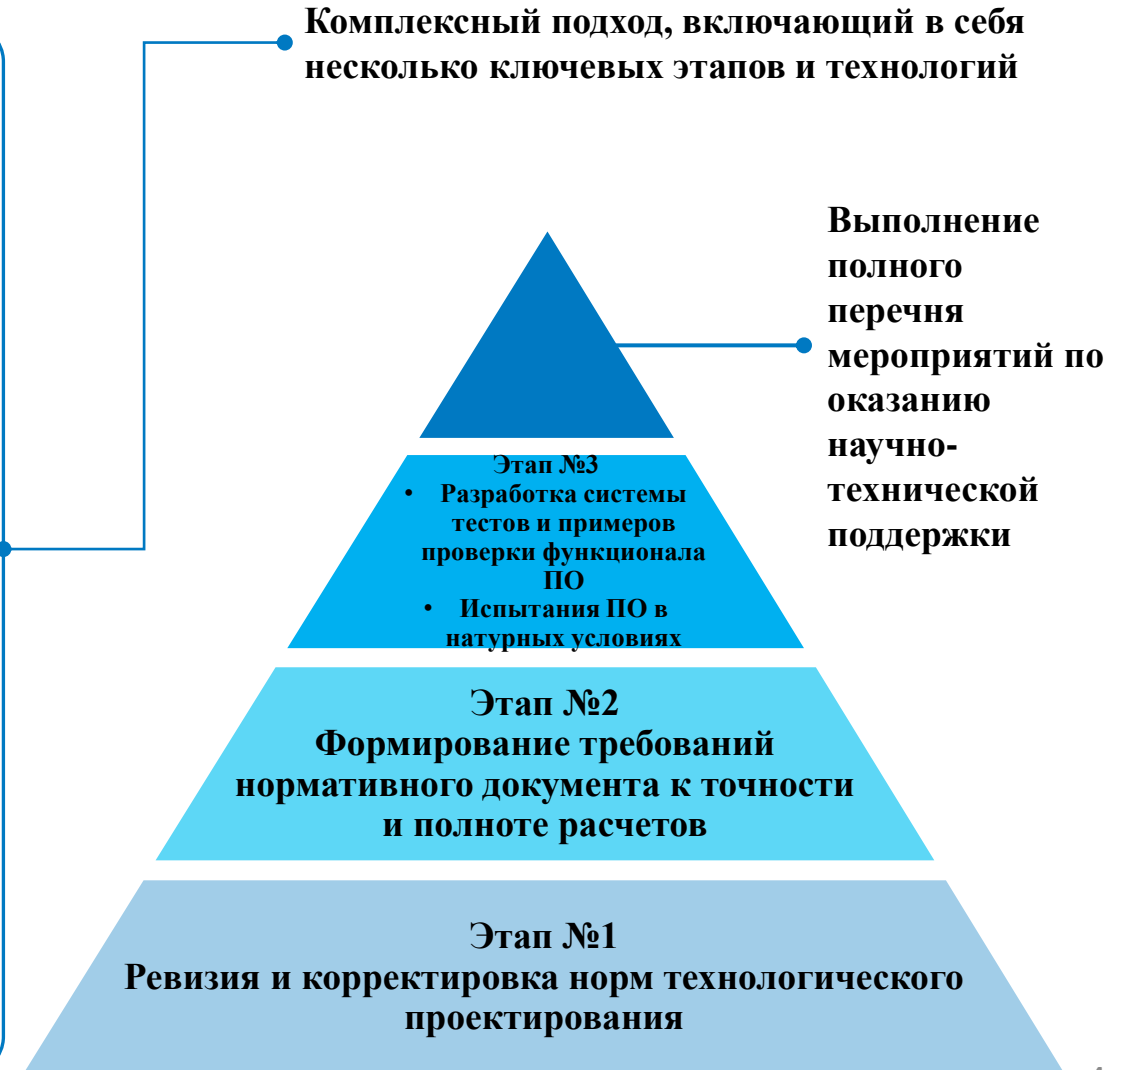 Комплексный подход, включающий в себя
несколько ключевых этапов и технологий
Выполнение
полного
перечня
мероприятий по
оказанию
научно-
технической
поддержки
Этап №3
• Разработка системы
тестов и примеров
проверки функционала
ПО
• Испытания ПО в
натурных условиях
Этап №2
Формирование требований
нормативного документа к точности
и полноте расчетов
Этап №1
Ревизия и корректировка норм технологического
проектирования